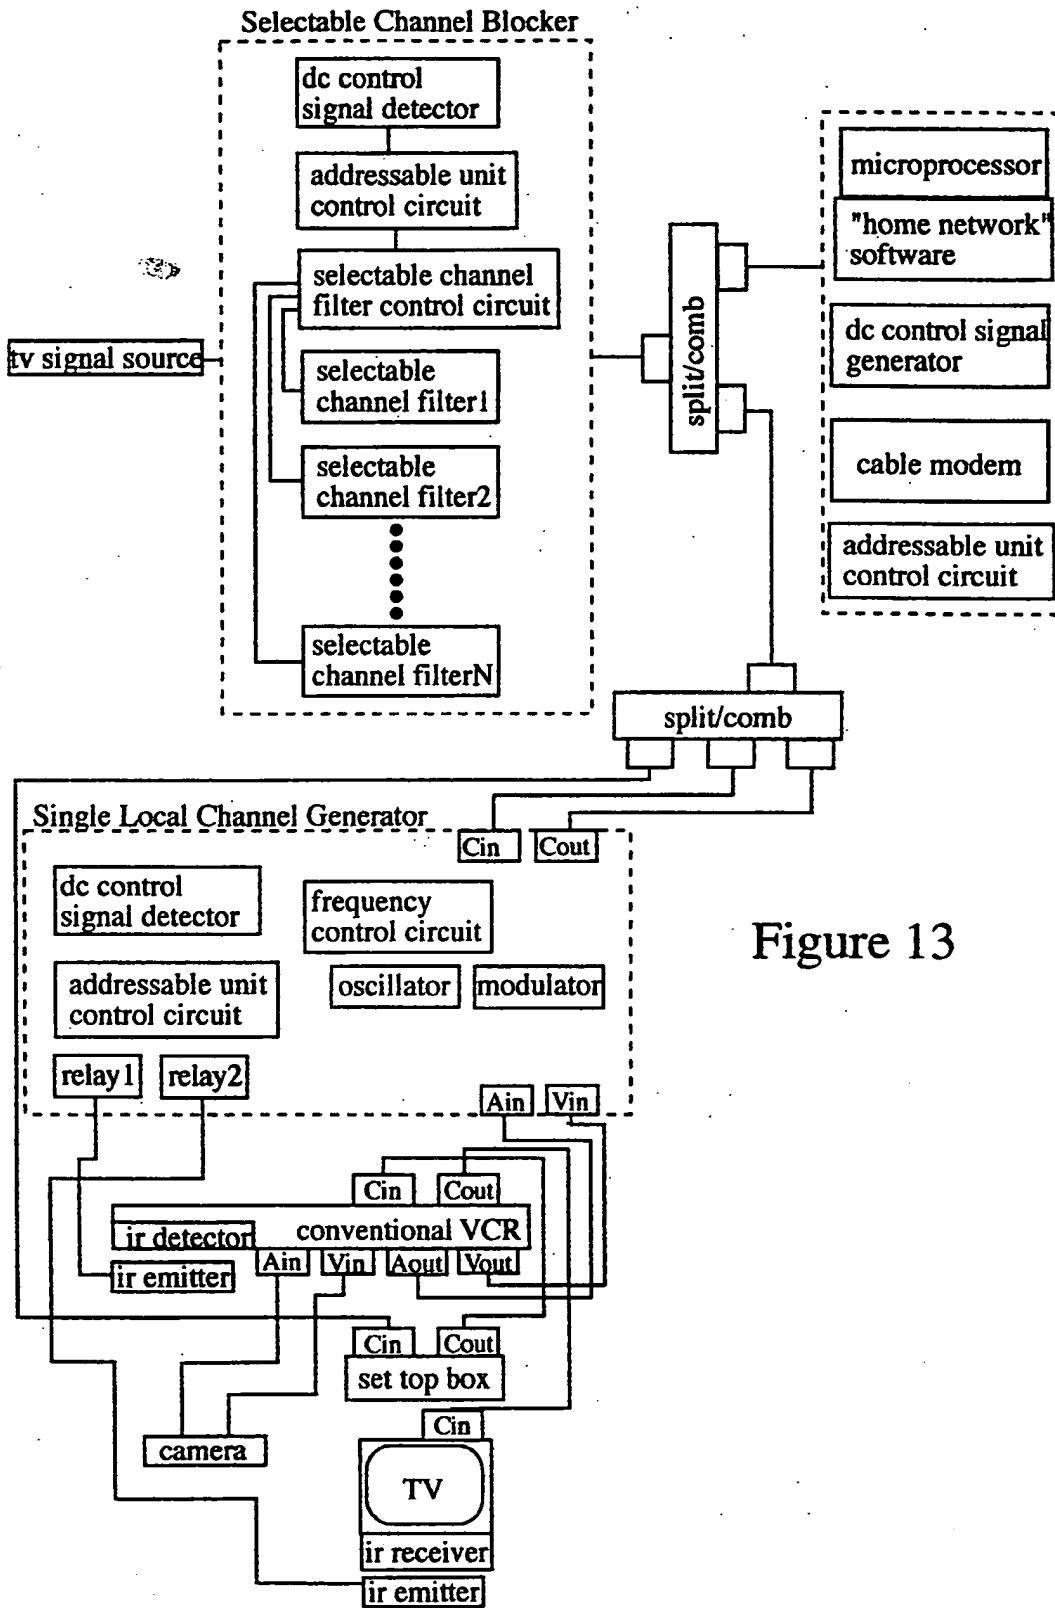 Selectable Channel Blocker
dc control
signal detector
addressable unit
control circuit
selectable channel
filter control circuit
tv signal source
selectable
channel filter1
selectable
channel filter2
selectable
channel filterN
split/comb
microprocessor
"home network"
software
dc control signal
generator
cable modem
addressable unit
control circuit
split/comb
Single Local Channel Generator
Cin
Cout
dc control
signal detector
frequency
control circuit
addressable unit
control circuit
oscillator
modulator
relay1
relay2
Ain
Vin
Figure 13
Cin
Cout
conventional VCR
ir detector
Ain
Vin
Aout
Vout
ir emitter
Cin
Cout
set top box
Cin
camera
TV
ir receiver
ir emitter